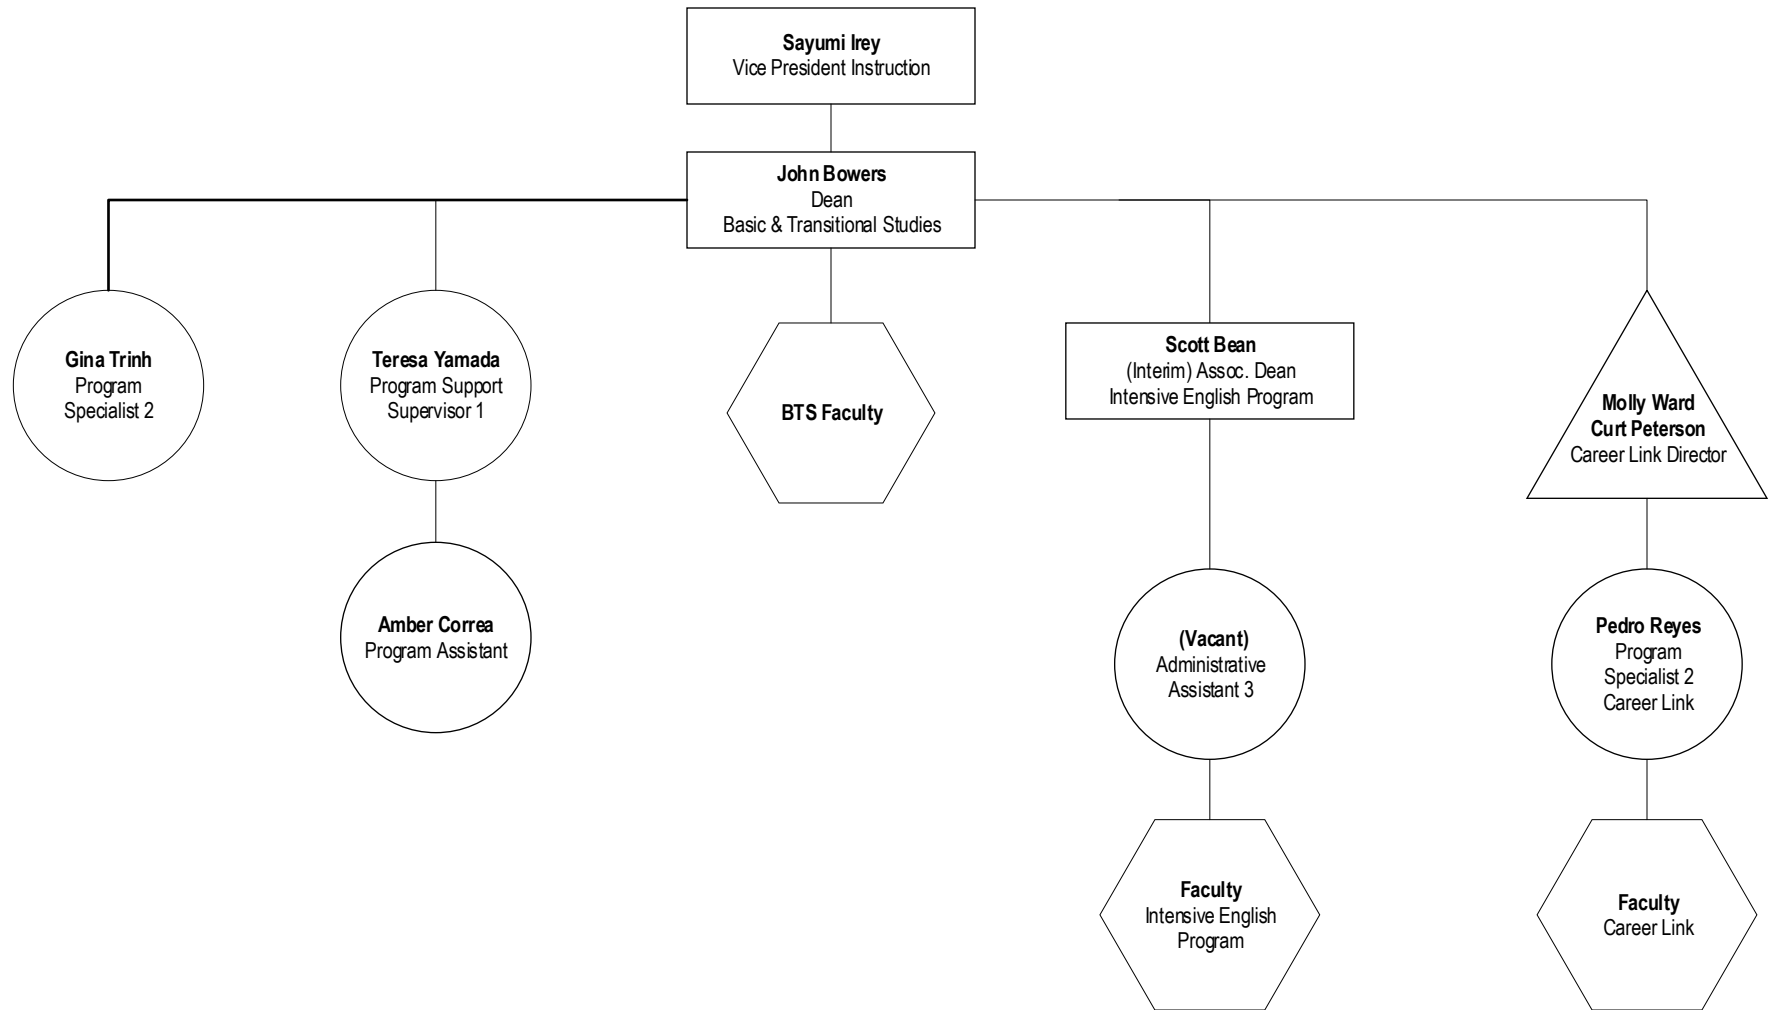 Sayumi Irey
Vice President Instruction
John Bowers
Dean
Basic & Transitional Studies
Gina Trinh
Program
Specialist 2
Teresa Yamada
Program Support
Supervisor 1
BTS Faculty
Scott Bean
(Interim) Assoc. Dean
Intensive English Program
Molly Ward
Curt Peterson
Career Link Director
Amber Correa
Program Assistant
(Vacant)
Administrative
Assistant 3
Pedro Reyes
Program
Specialist 2
Career Link
Faculty
Intensive English
Program
Faculty
Career Link